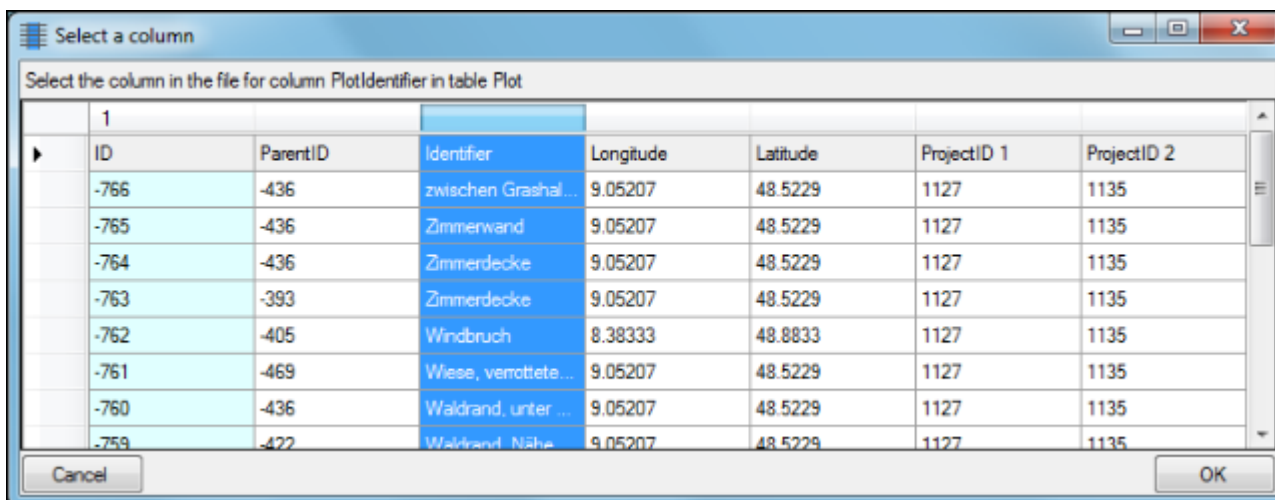 Select a column
Select the column in the file for column PlotIdentifier in table Plot
1
ID ParentID Identifier Longitude Latitude ProjectID 1 ProjectID 2
-766 -436 zwischen Grashal... 9.05207 48.5229 1127 1135
-765 -436 Zimmerwand 9.05207 48.5229 1127 1135
-764 -436 Zimmerdecke 9.05207 48.5229 1127 1135
-763 -393 Zimmerdecke 9.05207 48.5229 1127 1135
-762 -405 Windbruch 8.38333 48.8833 1127 1135
-761 -469 Wiese, verrottete... 9.05207 48.5229 1127 1135
-760 -436 Waldrand, unter ... 9.05207 48.5229 1127 1135
-759 -422 Waldrand, Nähe 9.05207 48.5229 1127 1135
Cancel OK